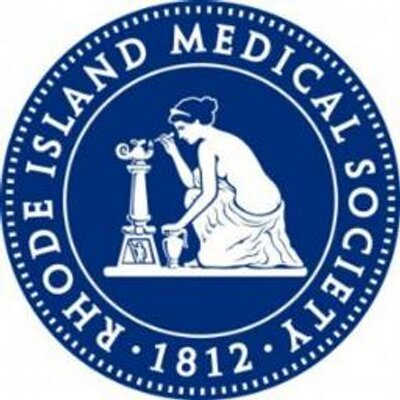 RHODE ISLAND MEDICAL SOCIETY
· 1812 ·